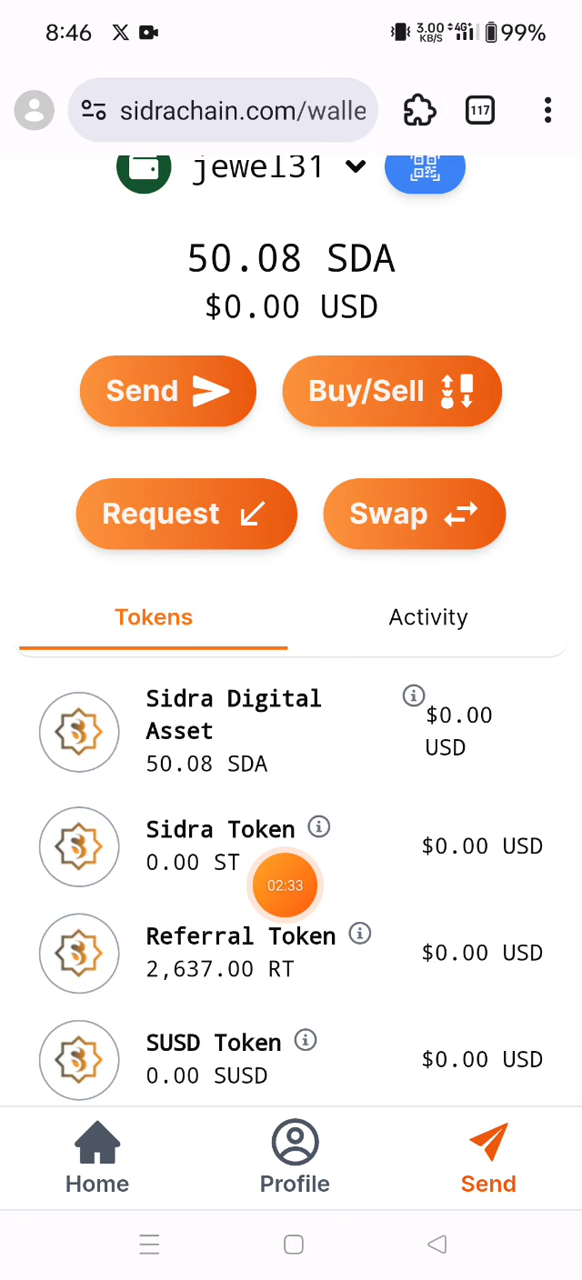 8:46 X 3.00 KB/S 4G+ 99%
sidrachain.com/walle 117
jewel31
50.08 SDA
$0.00 USD
Send Buy/Sell
Request Swap
Tokens Activity
Sidra Digital Asset
$0.00 USD
50.08 SDA
Sidra Token
0.00 ST
$0.00 USD
02:33
Referral Token
2,637.00 RT
$0.00 USD
SUSD Token
0.00 SUSD
$0.00 USD
Home Profile Send